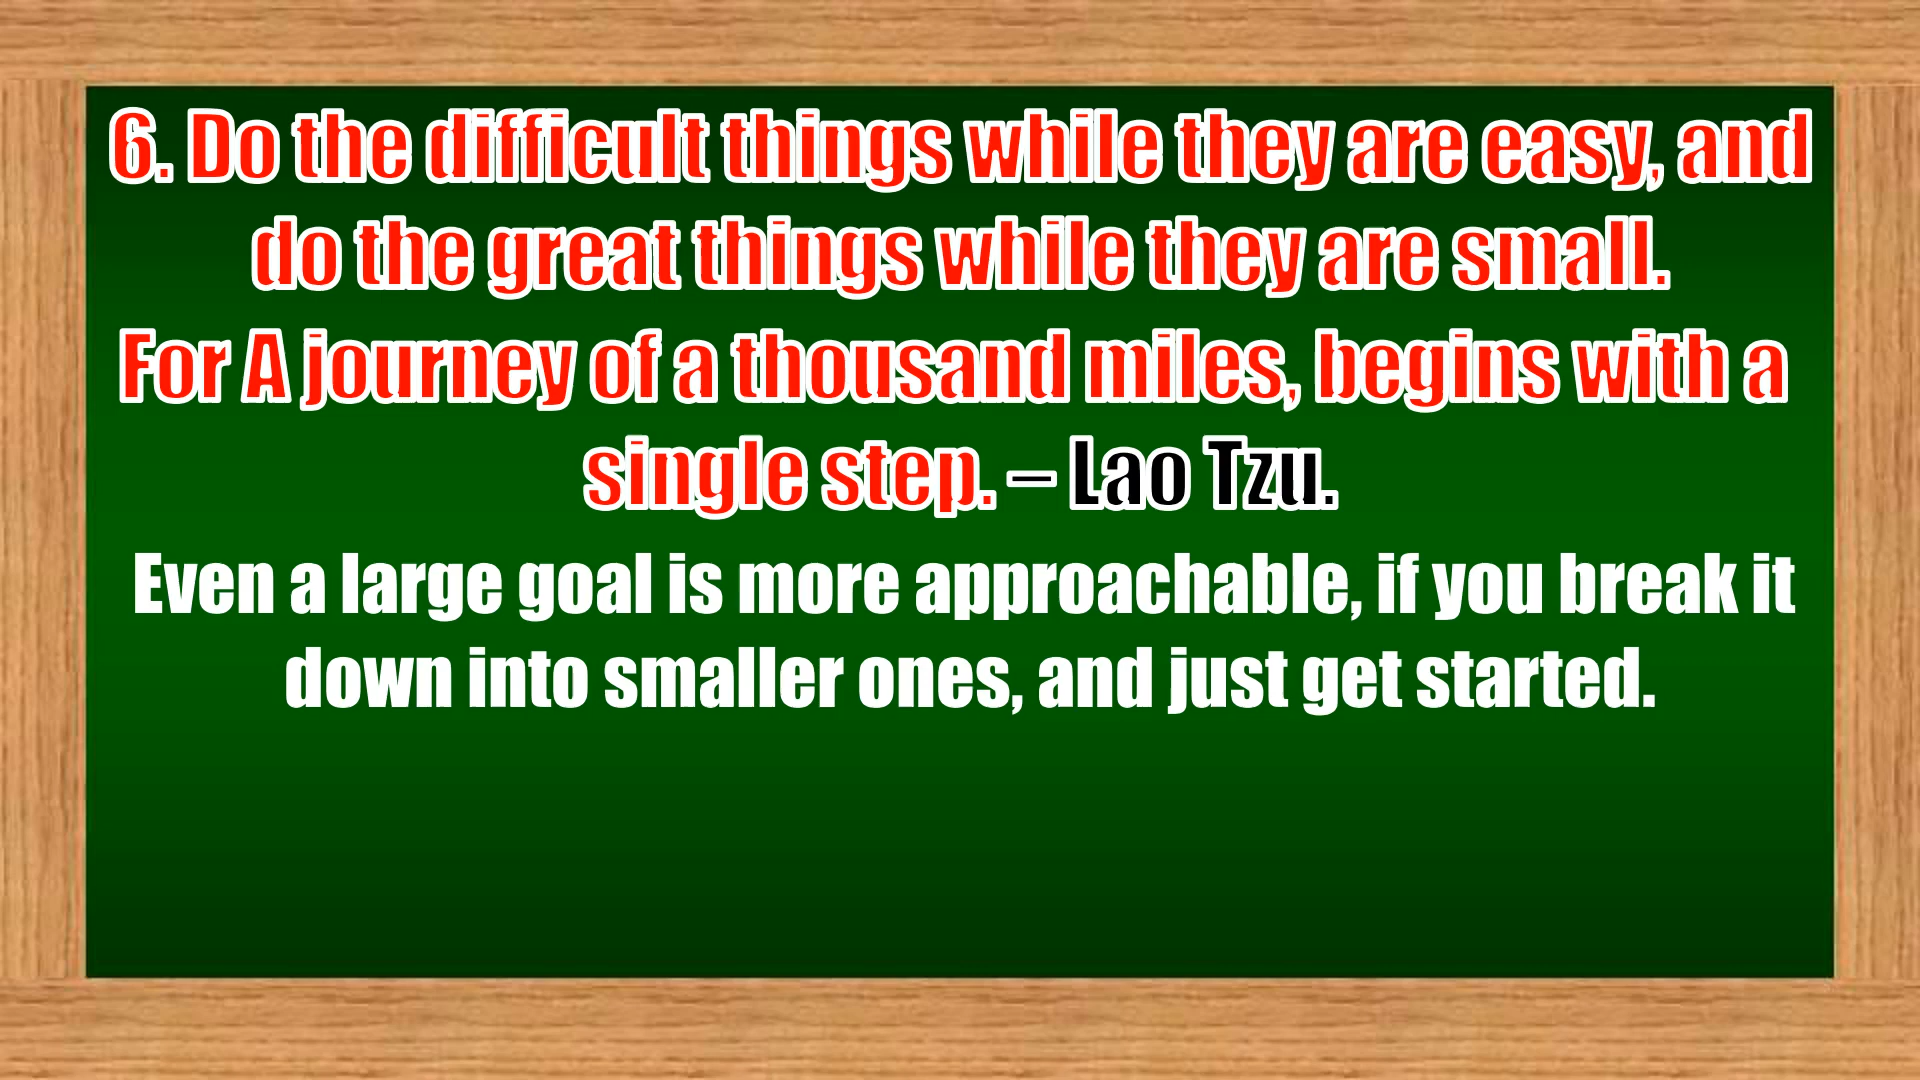 6. Do the difficult things while they are easy, and
do the great things while they are small.
For A journey of a thousand miles, begins with a
single step. – Lao Tzu.
Even a large goal is more approachable, if you break it
down into smaller ones, and just get started.